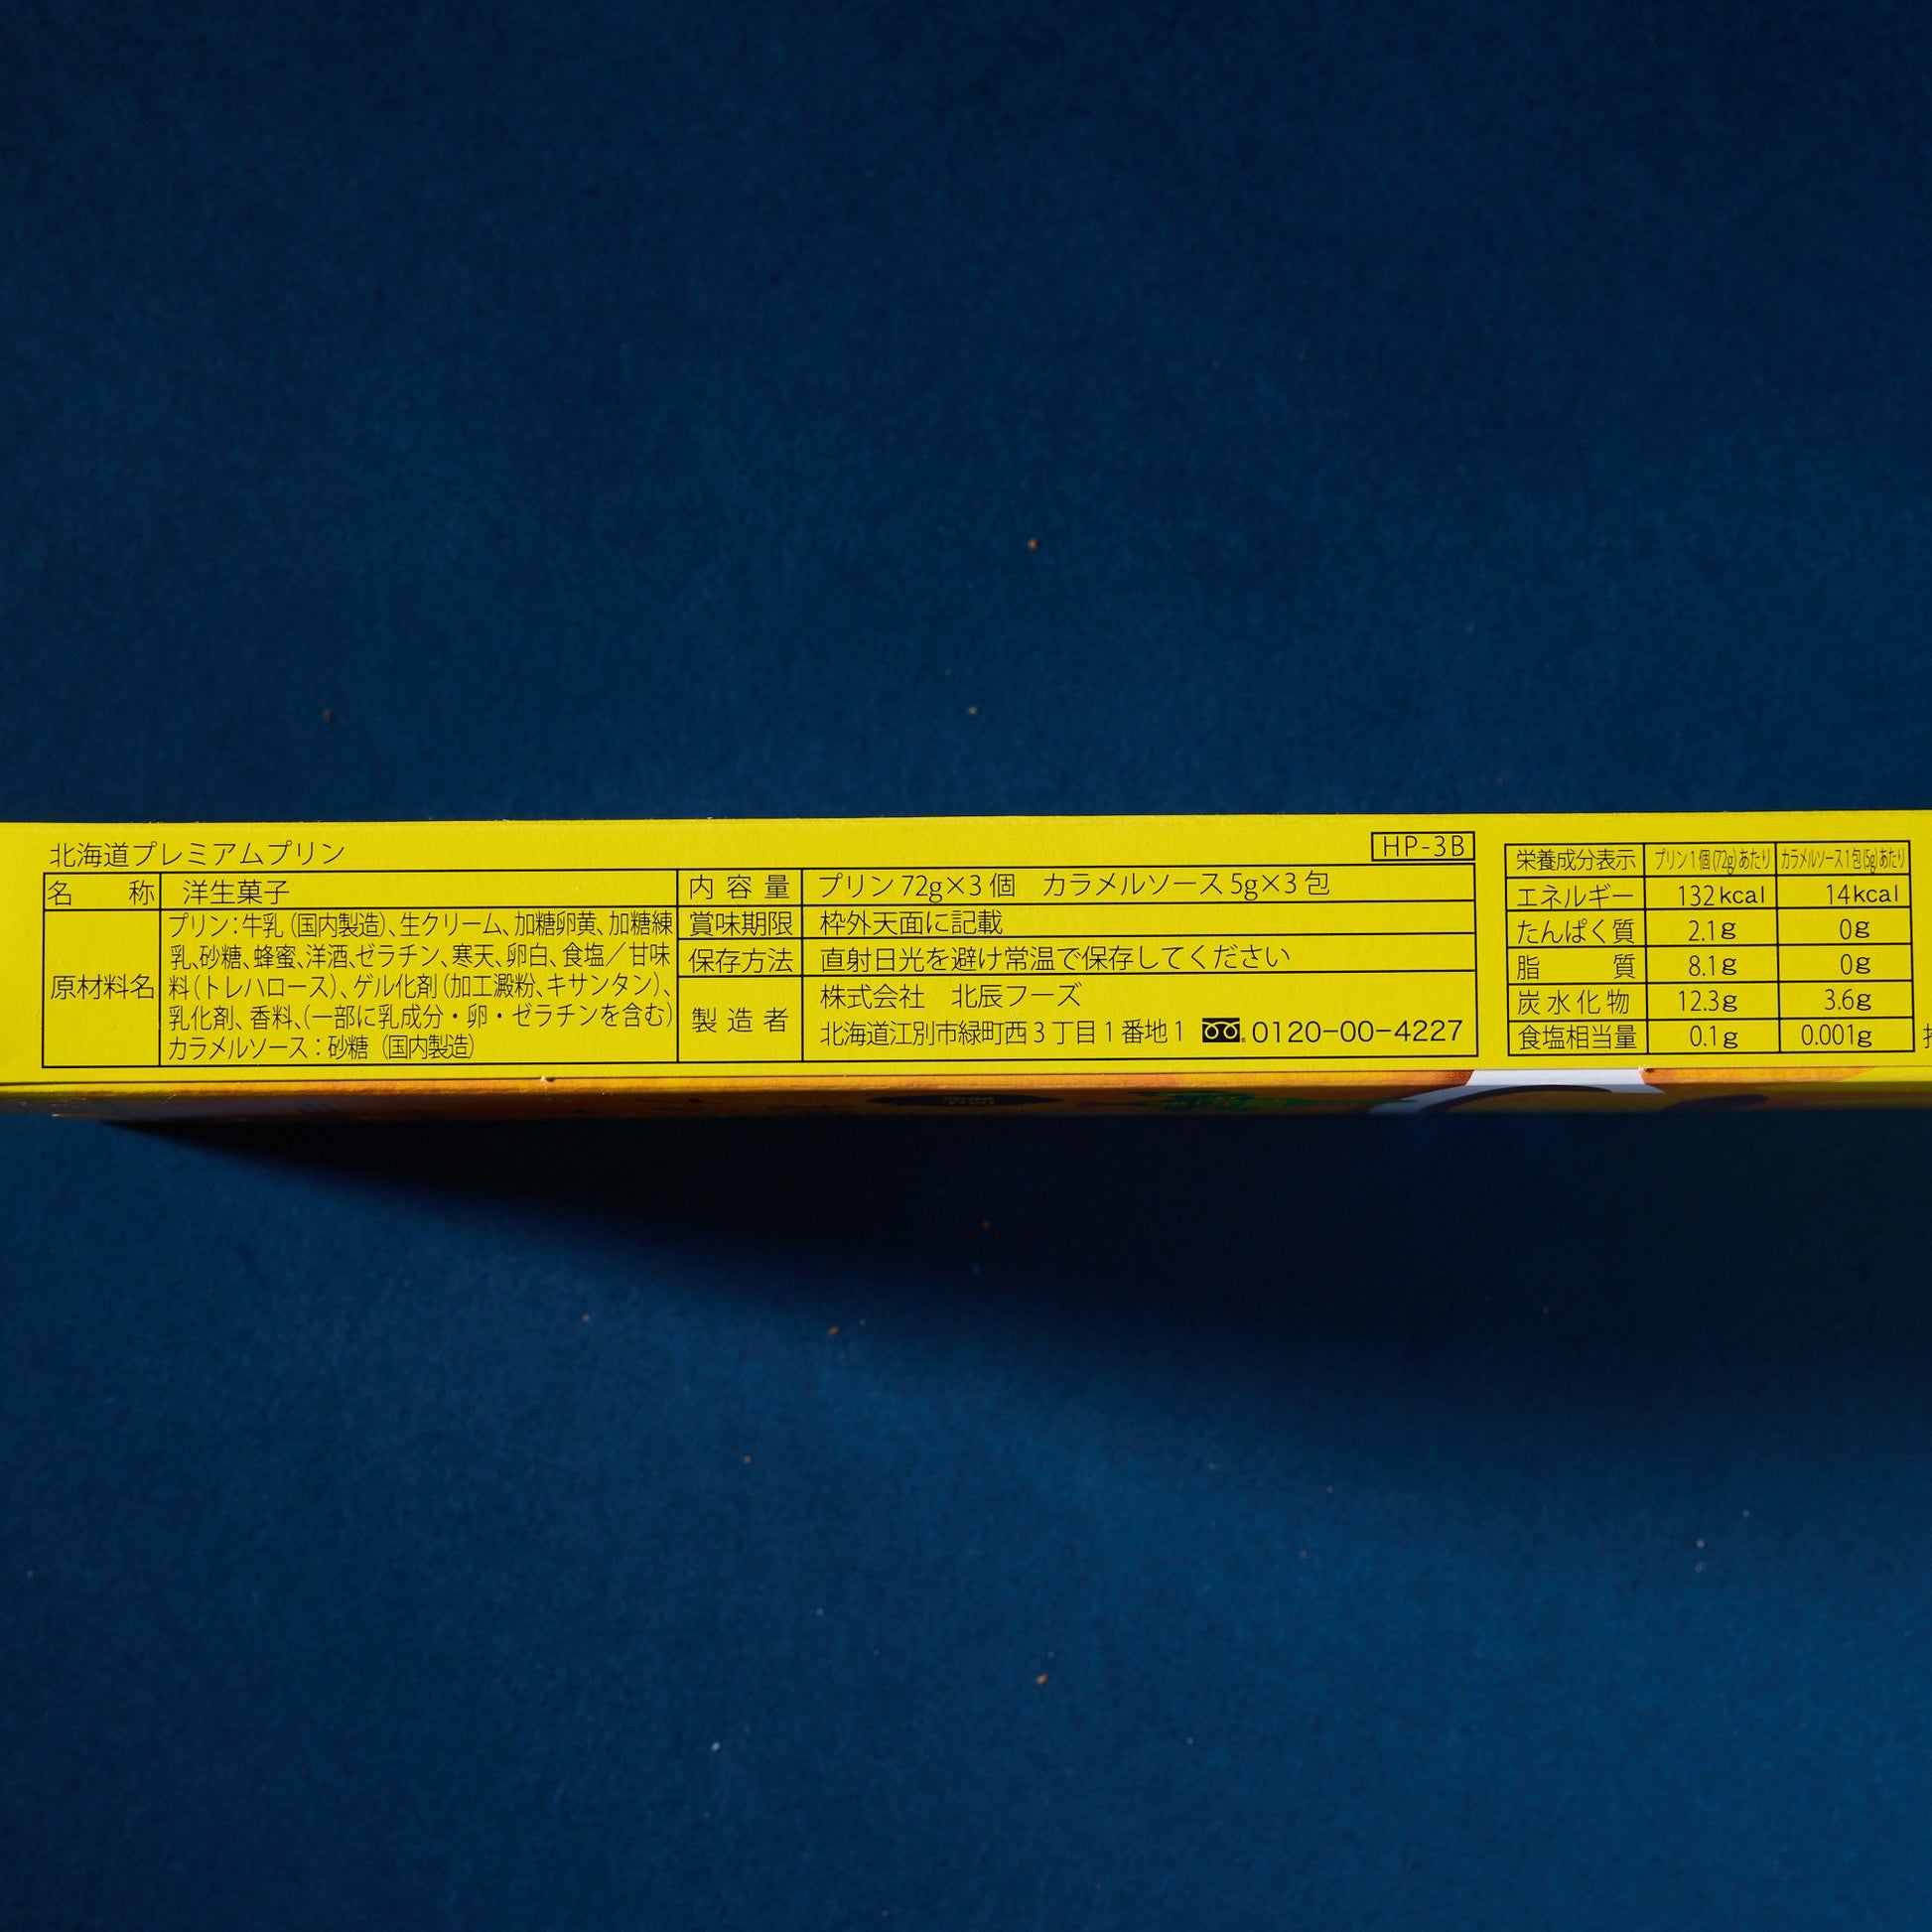 北海道プレミアムプリン
HP-3B
名称 洋生菓子
原材料名
プリン:牛乳(国内製造)、生クリーム、加糖卵黄、加糖練
乳、砂糖、蜂蜜、洋酒、ゼラチン、寒天、卵白、食塩/甘味
料(トレハロース)、ゲル化剤(加工澱粉、キサンタン)、
乳化剤、香料、(一部に乳成分・卵・ゼラチンを含む)
カラメルソース:砂糖(国内製造)
内容量 プリン72g×3個 カラメルソース5g×3包
賞味期限 枠外天面に記載
保存方法 直射日光を避け常温で保存してください
製造者
株式会社 北辰フーズ
北海道江別市緑町西3丁目1番地1 0120-00-4227
栄養成分表示 プリン1個(72g)あたり カラメルソース1包(5g)あたり
エネルギー 132kcal 14kcal
たんぱく質 2.1g 0g
脂質 8.1g 0g
炭水化物 12.3g 3.6g
食塩相当量 0.1g 0.001g